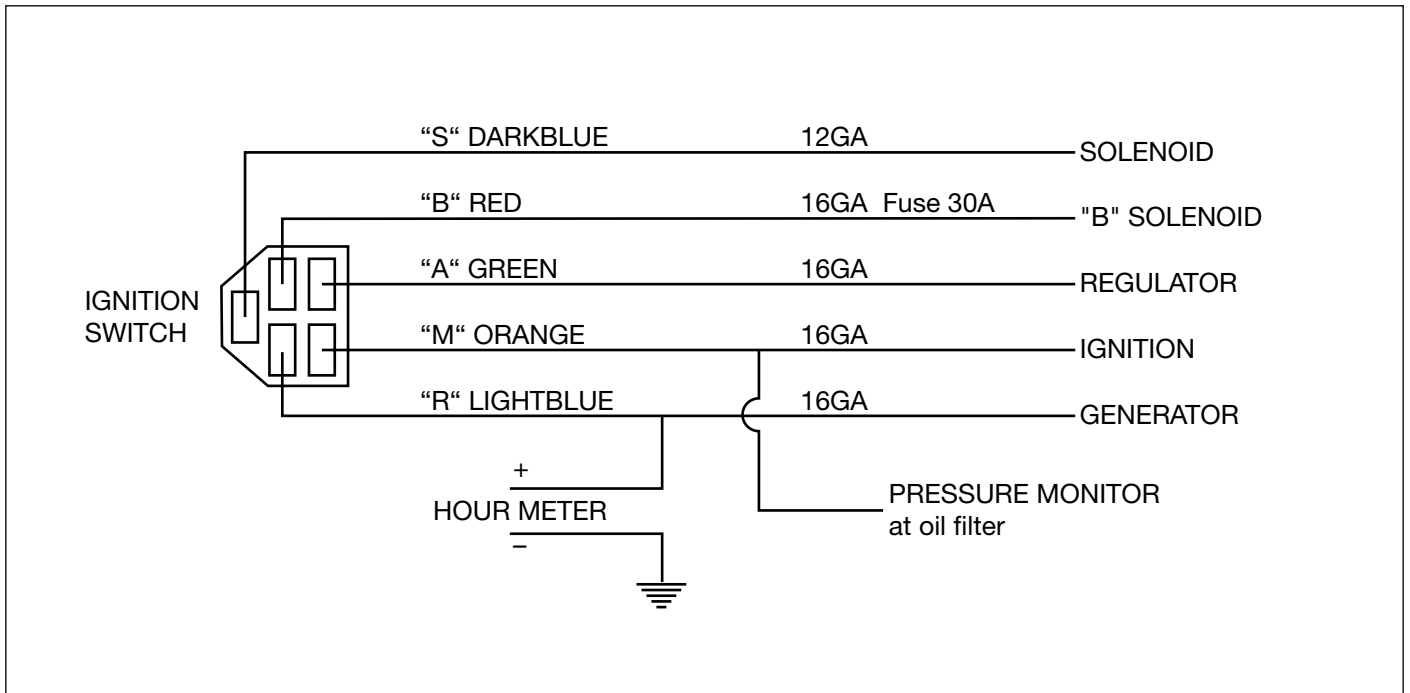 “S“ DARKBLUE 12GA SOLENOID
“B“ RED 16GA Fuse 30A "B" SOLENOID
“A“ GREEN 16GA REGULATOR
IGNITION
SWITCH
“M“ ORANGE 16GA IGNITION
“R“ LIGHTBLUE 16GA GENERATOR
+
HOUR METER
–
PRESSURE MONITOR
at oil filter